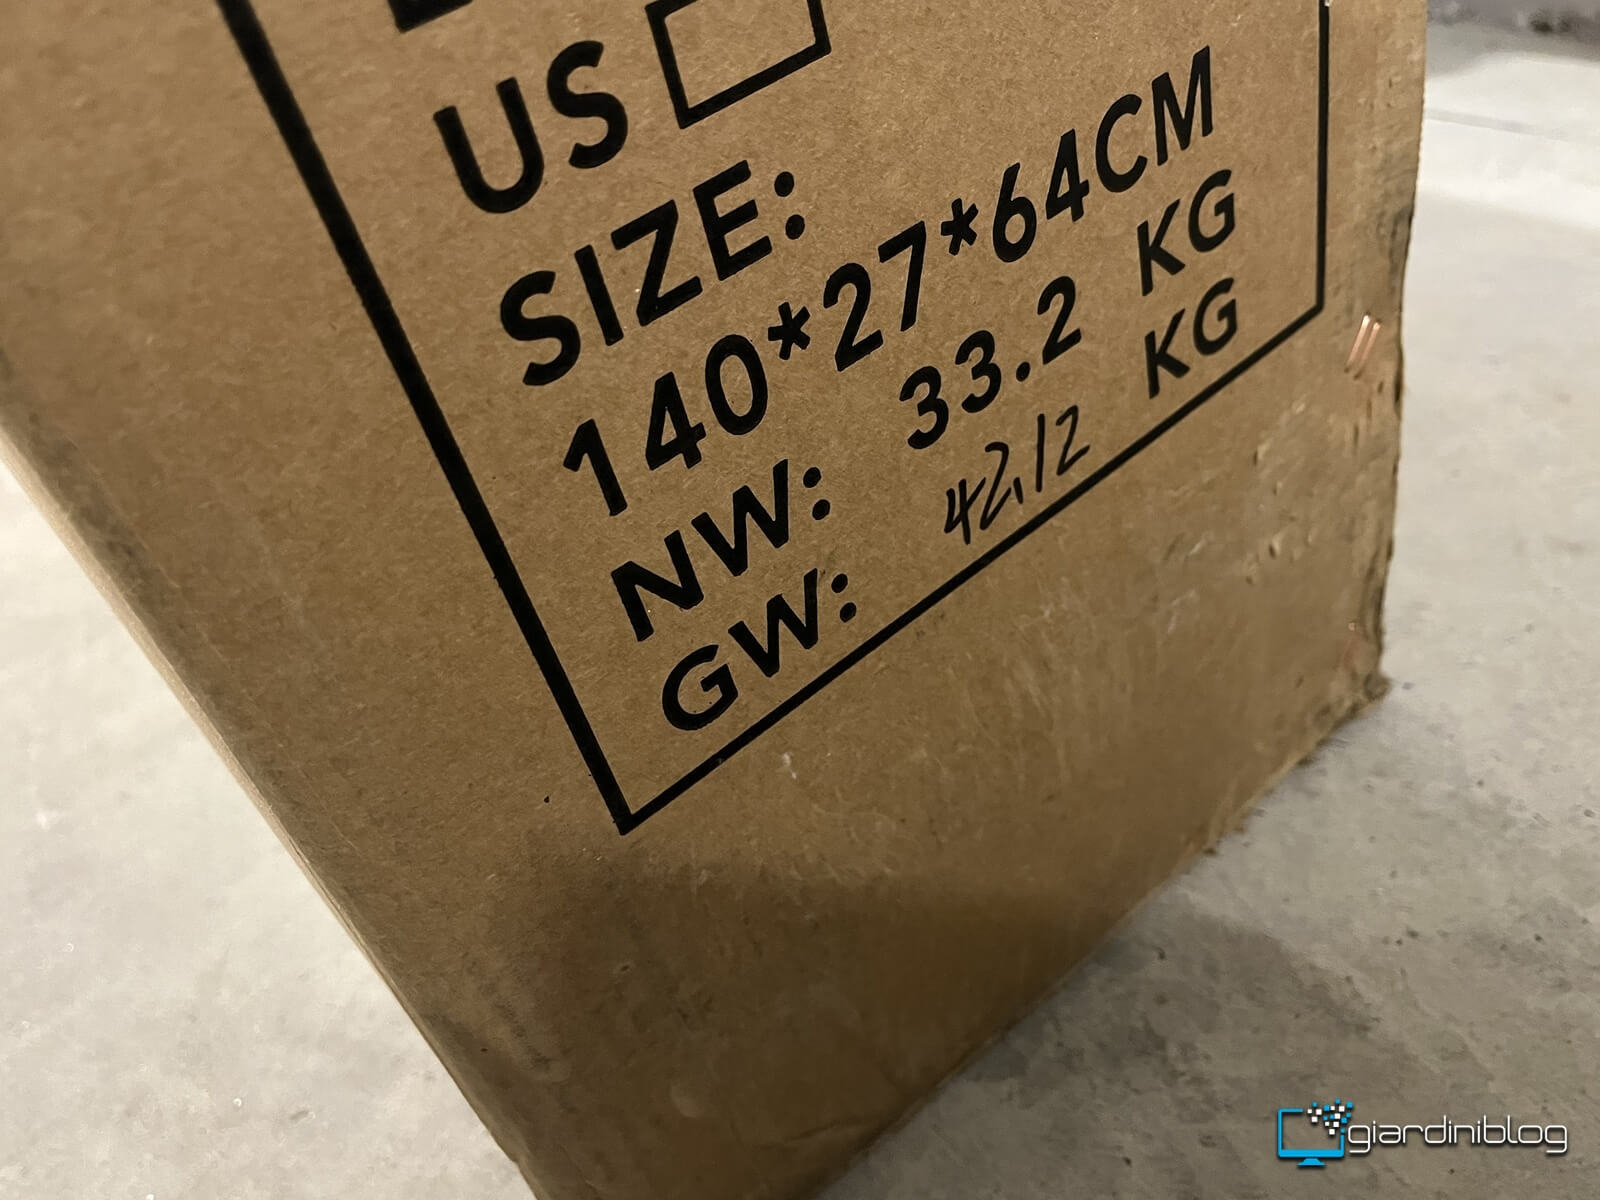 US
SIZE:
140*27*64CM
NW: 33.2 KG
GW: 42,12 KG
giardiniblog